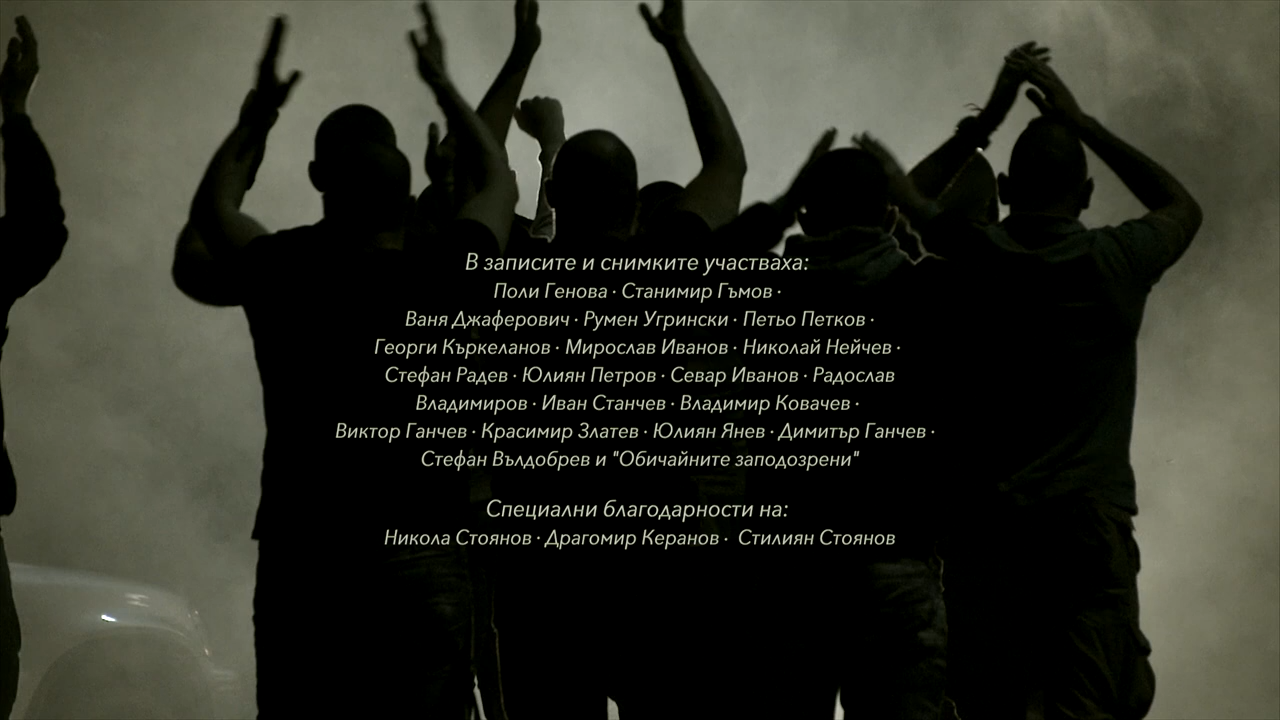 В записите и снимките участваха:
Поли Генова · Станимир Гъмов ·
Ваня Джаферович · Румен Угрински · Петьо Петков ·
Георги Къркеланов · Мирослав Иванов · Николай Нейчев ·
Стефан Радев · Юлиян Петров · Севар Иванов · Радослав
Владимиров · Иван Станчев · Владимир Ковачев ·
Виктор Ганчев · Красимир Златев · Юлиян Янев · Димитър Ганчев ·
Стефан Вълдобрев и "Обичайните заподозрени"
Специални благодарности на:
Никола Стоянов · Драгомир Керанов · Стилиян Стоянов